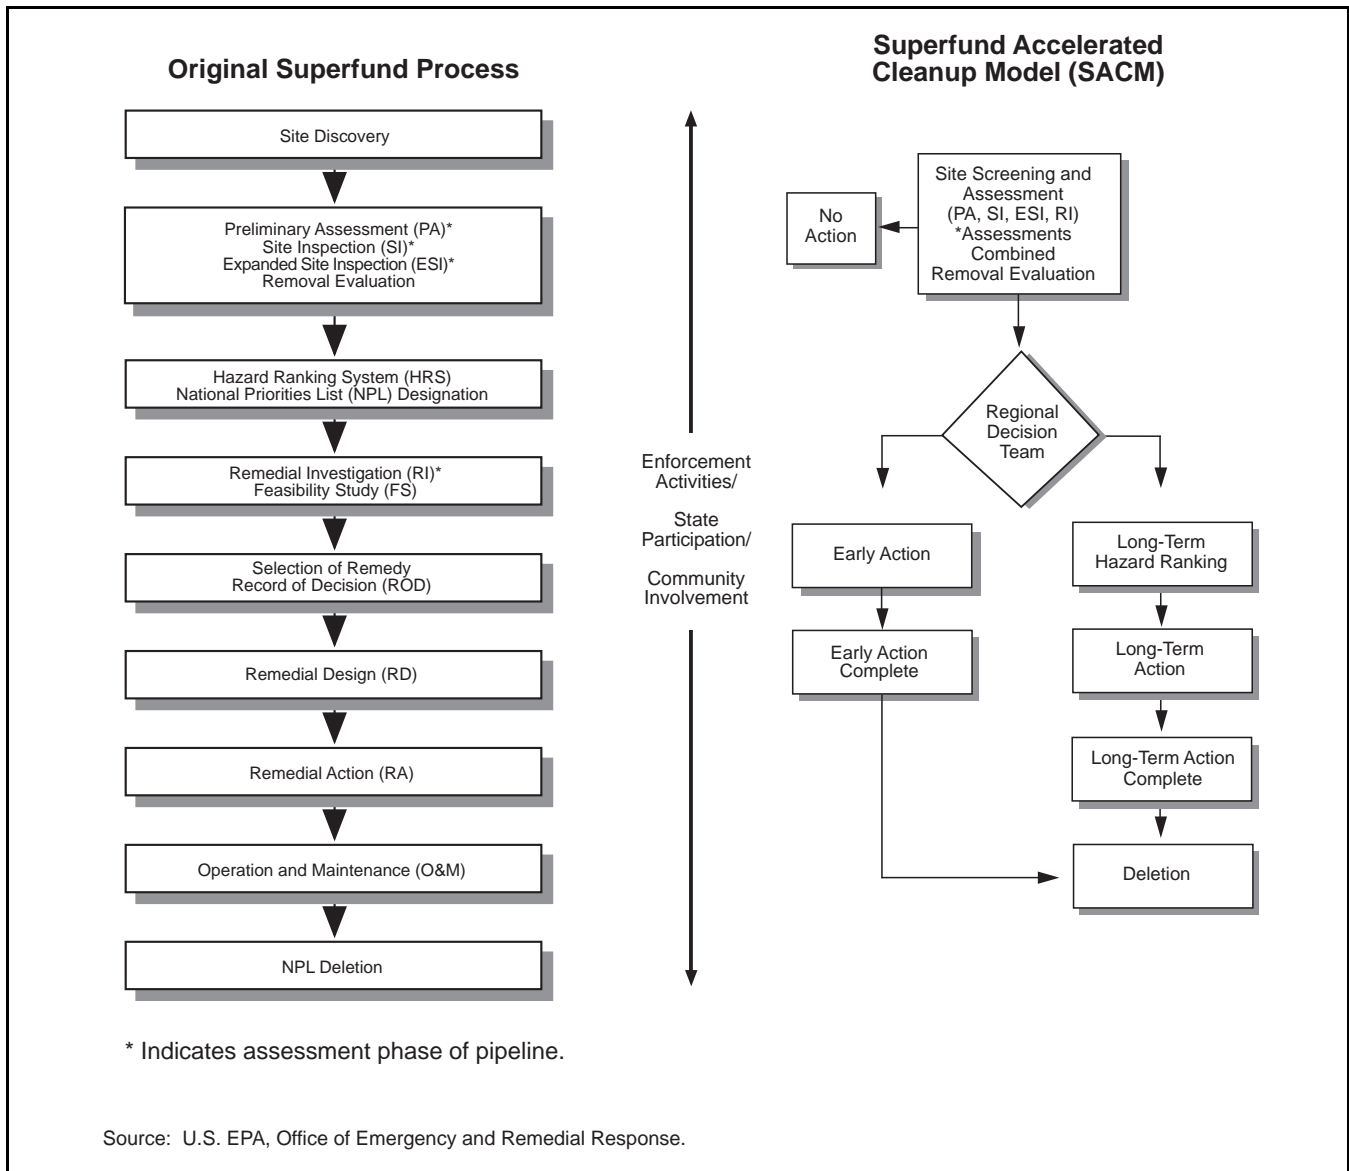 Original Superfund Process
Site Discovery
Preliminary Assessment (PA)*
Site Inspection (SI)*
Expanded Site Inspection (ESI)*
Removal Evaluation
Hazard Ranking System (HRS)
National Priorities List (NPL) Designation
Remedial Investigation (RI)*
Feasibility Study (FS)
Selection of Remedy
Record of Decision (ROD)
Remedial Design (RD)
Remedial Action (RA)
Operation and Maintenance (O&M)
NPL Deletion
* Indicates assessment phase of pipeline.
Enforcement
Activities/
State
Participation/
Community
Involvement
Superfund Accelerated
Cleanup Model (SACM)
Site Screening and
Assessment
(PA, SI, ESI, RI)
*Assessments
Combined
Removal Evaluation
No
Action
Regional
Decision
Team
Early Action
Early Action
Complete
Long-Term
Hazard Ranking
Long-Term
Action
Long-Term Action
Complete
Deletion
Source: U.S. EPA, Office of Emergency and Remedial Response.